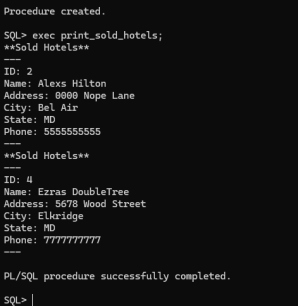 Procedure created.
SQL> exec print_sold_hotels;
**Sold Hotels**
---
ID: 2
Name: Alexs Hilton
Address: 0000 Nope Lane
City: Bel Air
State: MD
Phone: 5555555555
---
**Sold Hotels**
---
ID: 4
Name: Ezras DoubleTree
Address: 5678 Wood Street
City: Elkridge
State: MD
Phone: 7777777777
---
PL/SQL procedure successfully completed.
SQL>